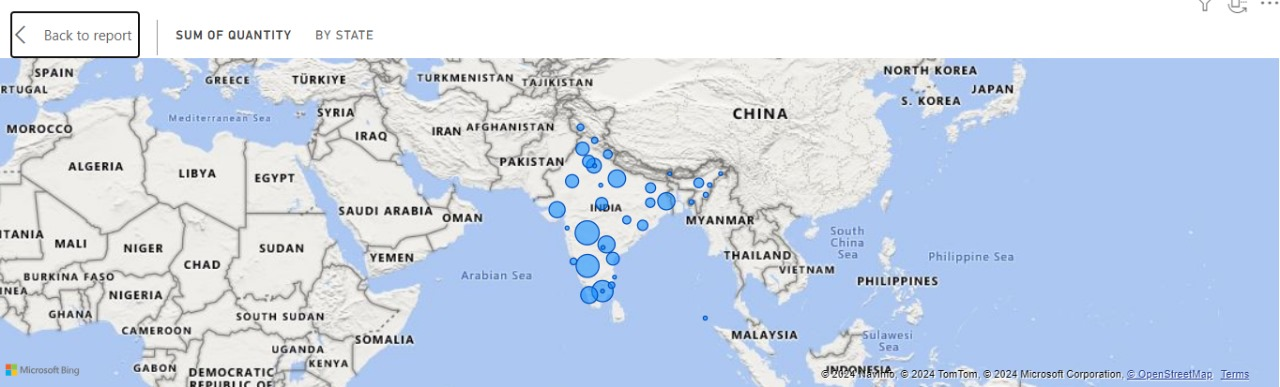 Back to report
SUM OF QUANTITY
BY STATE
SPAIN
RTUGAL
GREECE
TÜRKIYE
TURKMENISTAN
TAJIKISTAN
NORTH KOREA
JAPAN
S. KOREA
SYRIA
CHINA
Mediterranean Sea
MOROCCO
IRAQ
IRAN
AFGHANISTAN
PAKISTAN
ALGERIA
LIBYA
EGYPT
SAUDI ARABIA
OMAN
INDIA
MYANMAR
ITANIA
MALI
NIGER
CHAD
SUDAN
YEMEN
THAILAND
VIETNAM
South
China
Sea
Philippine Sea
BURKINA FASO
Arabian Sea
PHILIPPINES
INEA
NIGERIA
GHANA
SOUTH SUDAN
CAMEROON
SOMALIA
MALAYSIA
Sulawesi
Sea
UGANDA
KENYA
GABON
DEMOCRATIC
REPUBLIC OF
INDONESIA
Microsoft Bing
© 2024 Navinfo, © 2024 TomTom, © 2024 Microsoft Corporation, © OpenStreetMap Terms